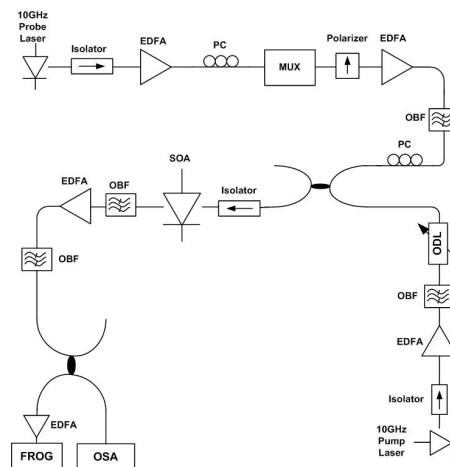 10GHz
Probe
Laser
Isolator
EDFA
PC
MUX
Polarizer
EDFA
OBF
PC
SOA
EDFA
OBF
Isolator
OBF
ODL
OBF
EDFA
Isolator
10GHz
Pump
Laser
EDFA
FROG
OSA